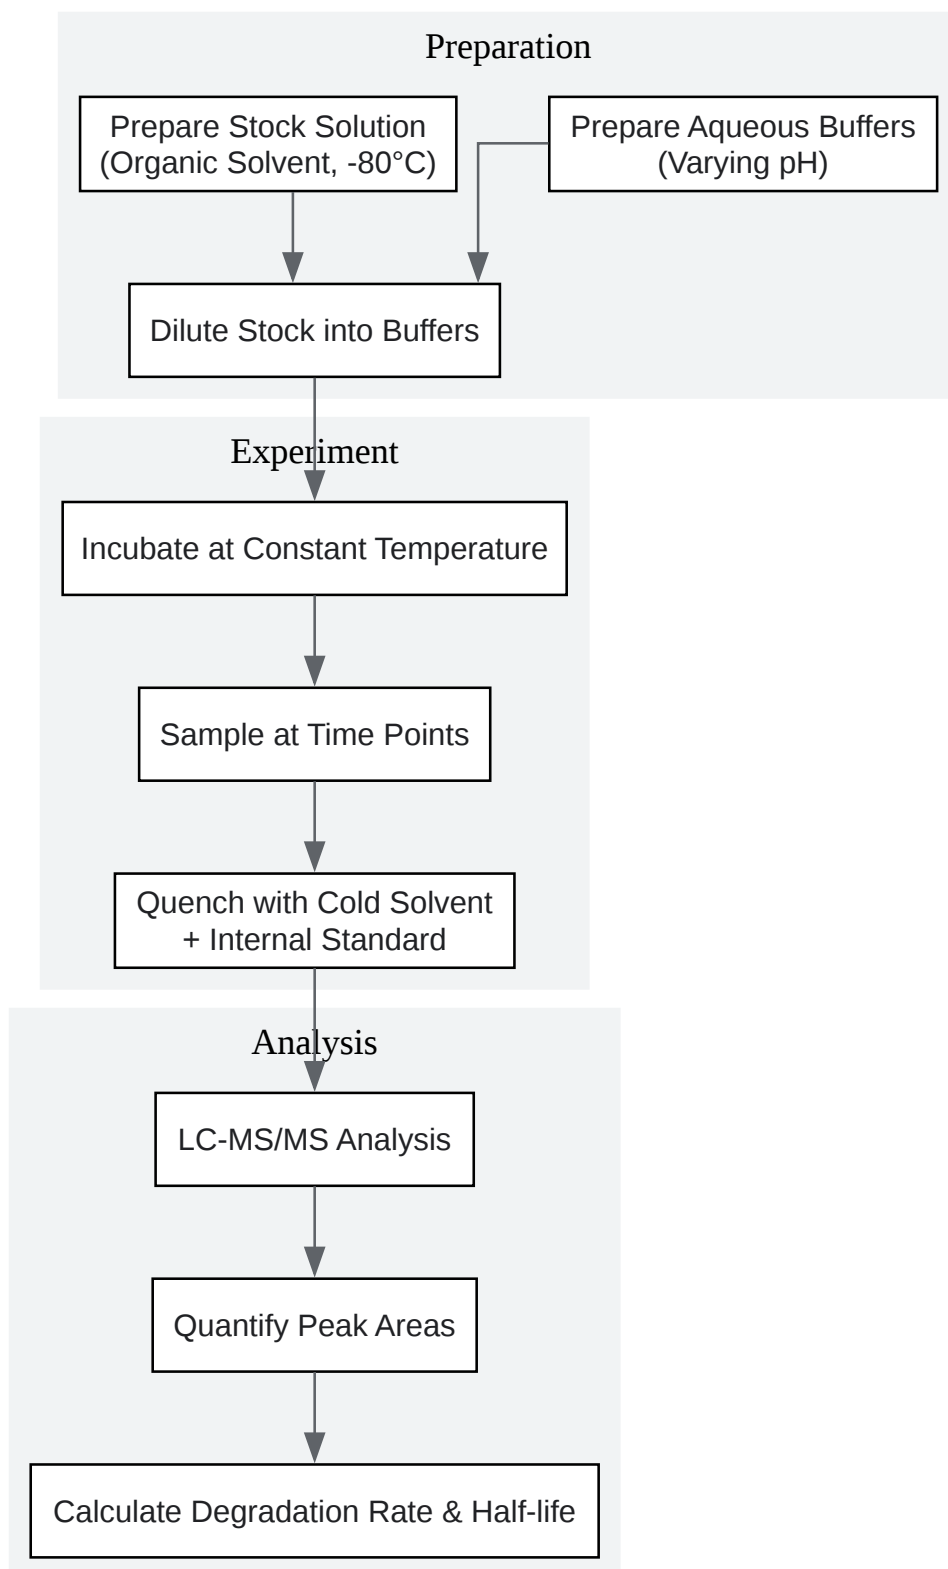 Preparation
Prepare Stock Solution
(Organic Solvent, -80°C)
Prepare Aqueous Buffers
(Varying pH)
Dilute Stock into Buffers
Experiment
Incubate at Constant Temperature
Sample at Time Points
Quench with Cold Solvent
+ Internal Standard
Analysis
LC-MS/MS Analysis
Quantify Peak Areas
Calculate Degradation Rate & Half-life